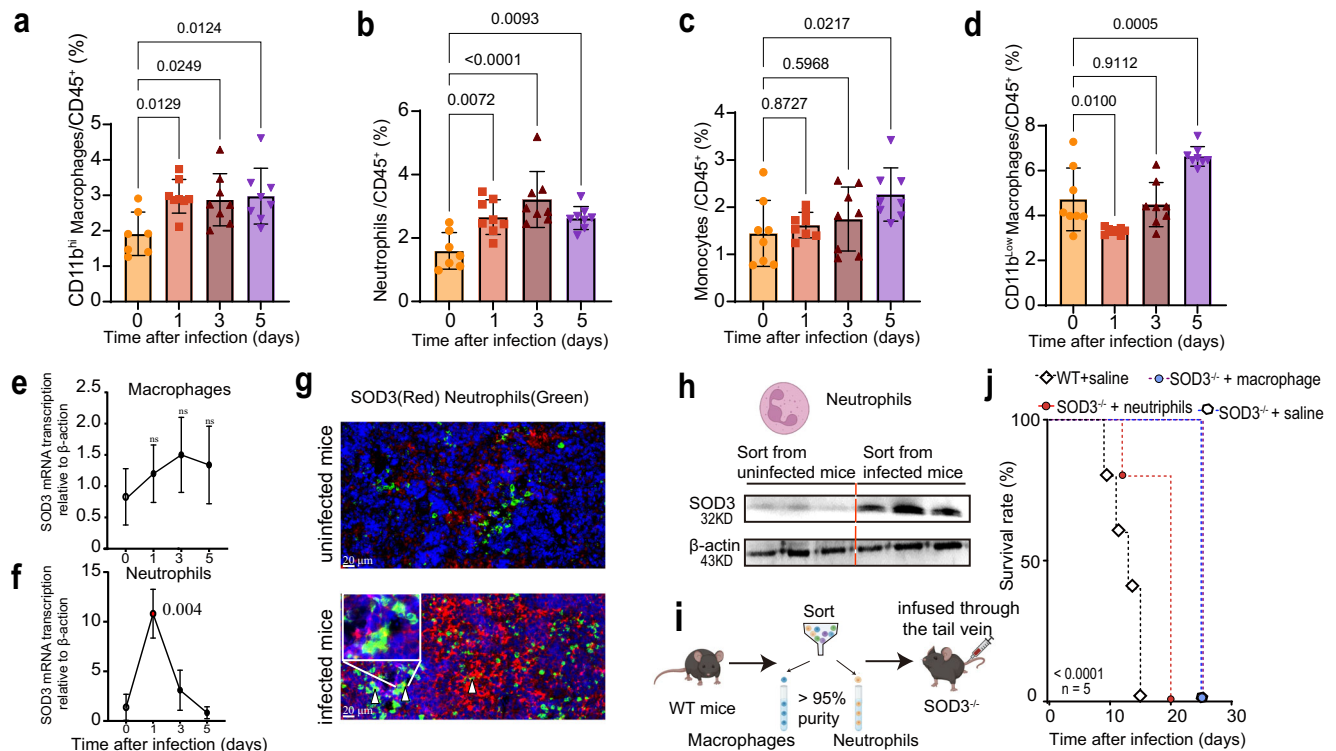 a
0.0124
0.0249
0.0129
CD11bhi Macrophages/CD45+ (%)
5
4
3
2
1
0
0 1 3 5
Time after infection (days)
b
0.0093
<0.0001
0.0072
Neutrophils /CD45+ (%)
6
4
2
0
0 1 3 5
Time after infection (days)
c
0.0217
0.5968
0.8727
Monocytes /CD45+ (%)
4
3
2
1
0
0 1 3 5
Time after infection (days)
d
0.0005
0.9112
0.0100
CD11bLow Macrophages/CD45+ (%)
8
6
4
2
0
0 1 3 5
Time after infection (days)
e
Macrophages
SOD3 mRNA transcription
relative to β-action
2.5
2.0
1.5
1.0
0.5
0
ns ns ns
0 1 3 5
f
Neutrophils
SOD3 mRNA transcription
relative to β-action
15
10
5
0
0.004
0 1 3 5
Time after infection (days)
g
SOD3(Red) Neutrophils(Green)
uninfected mice
20 μm
infected mice
20 μm
h
Neutrophils
Sort from
uninfected mice
Sort from
infected mice
SOD3
32KD
β-actin
43KD
i
Sort
infused through
the tail vein
WT mice
> 95%
purity
SOD3-/-
Macrophages
Neutrophils
j
WT+saline
SOD3-/- + macrophage
SOD3-/- + neutriphils
SOD3-/- + saline
Survival rate (%)
100
50
0
< 0.0001
n = 5
0 10 20 30
Time after infection (days)